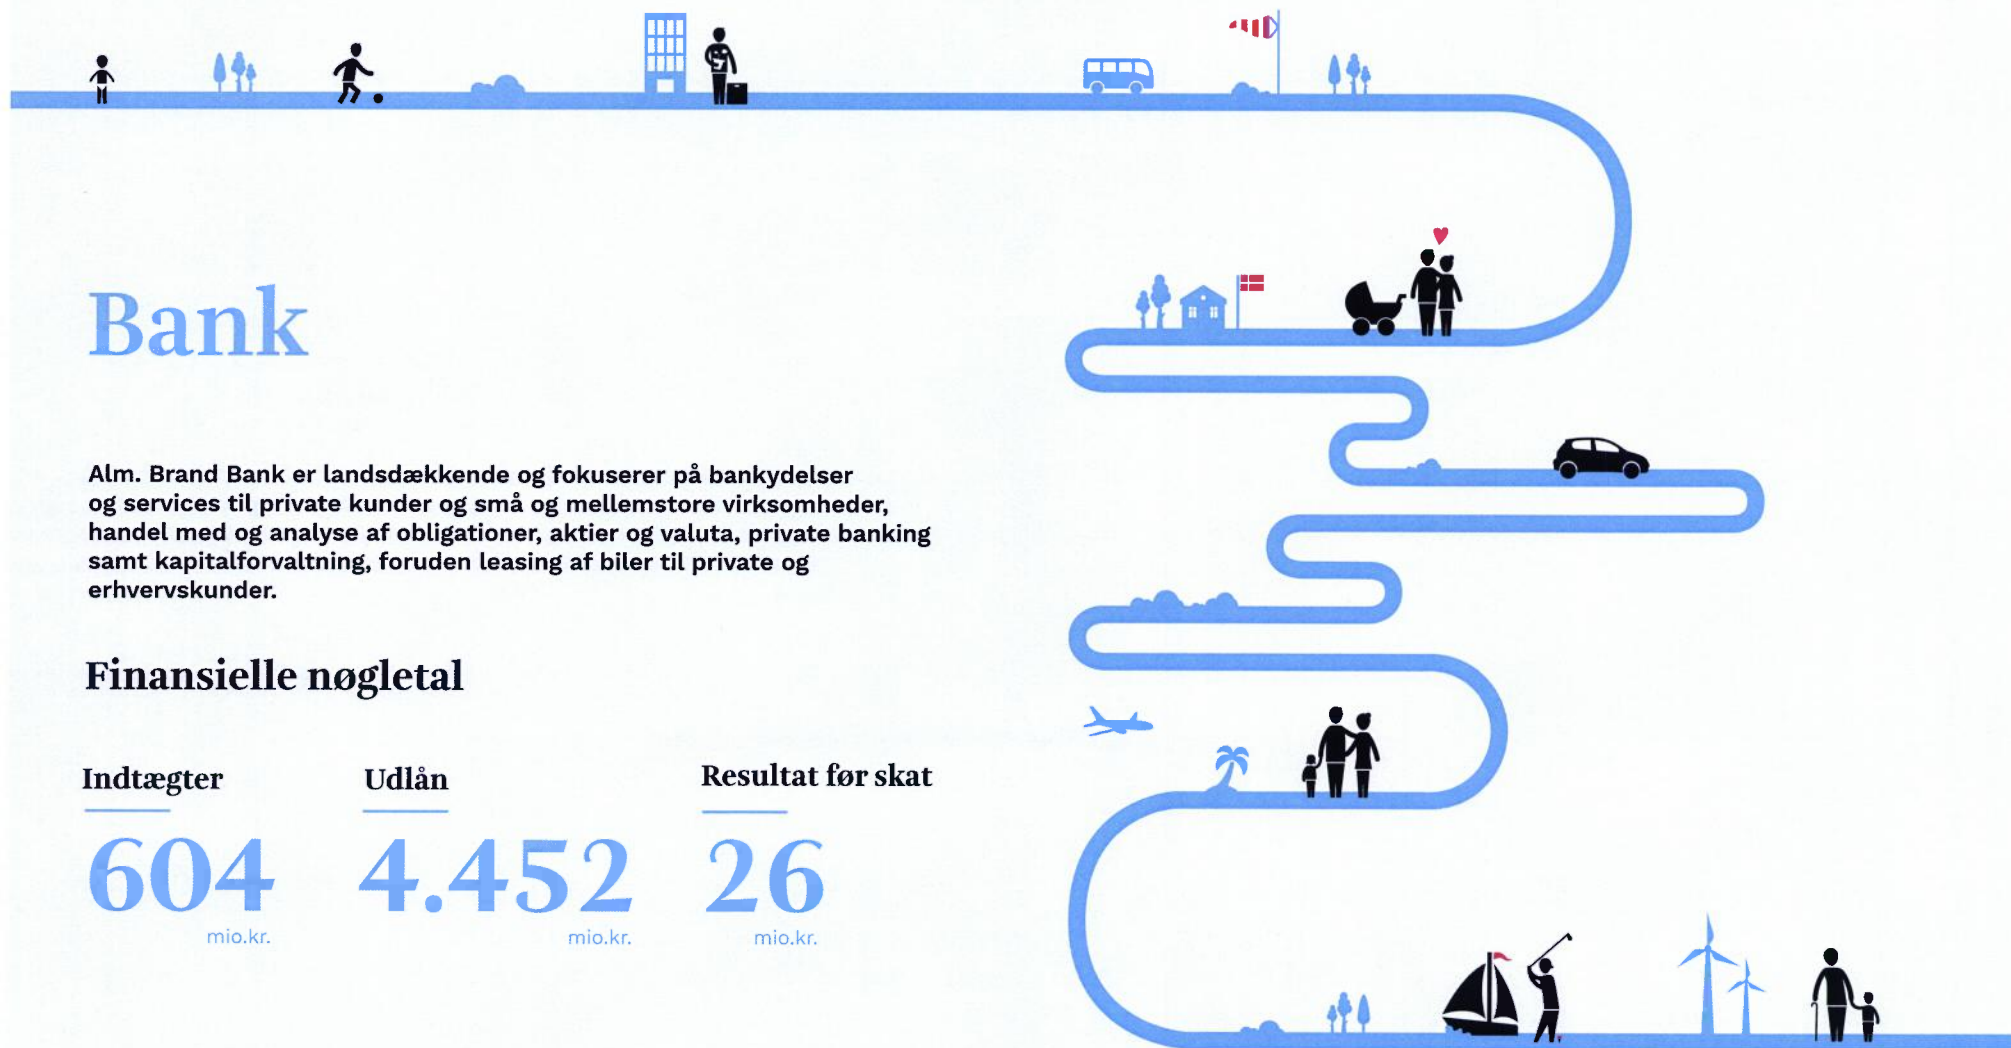 Bank
Alm. Brand Bank er landsdækkende og fokuserer på bankydelser
og services til private kunder og små og mellemstore virksomheder,
handel med og analyse af obligationer, aktier og valuta, private banking
samt kapitalforvaltning, foruden leasing af biler til private og
erhvervskunder.
Finansielle nøgletal
Indtægter
604
mio.kr.
Udlån
4.452
mio.kr.
Resultat før skat
26
mio.kr.